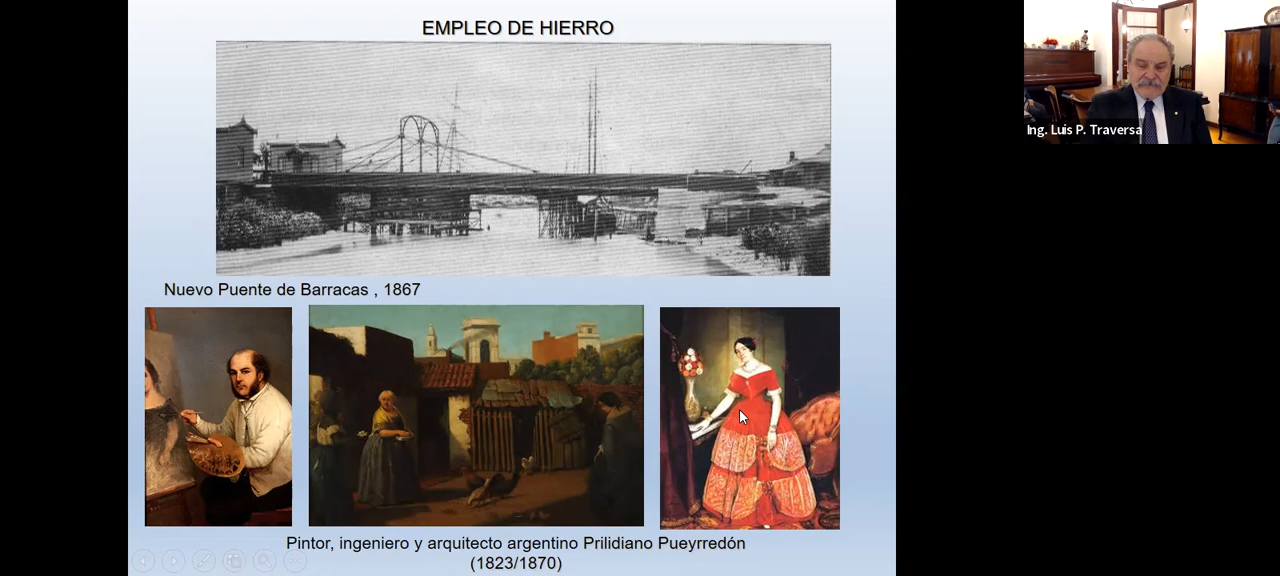 EMPLEO DE HIERRO
Ing. Luis P. Traversa
Nuevo Puente de Barracas , 1867
Pintor, ingeniero y arquitecto argentino Prilidiano Pueyrredón
(1823/1870)